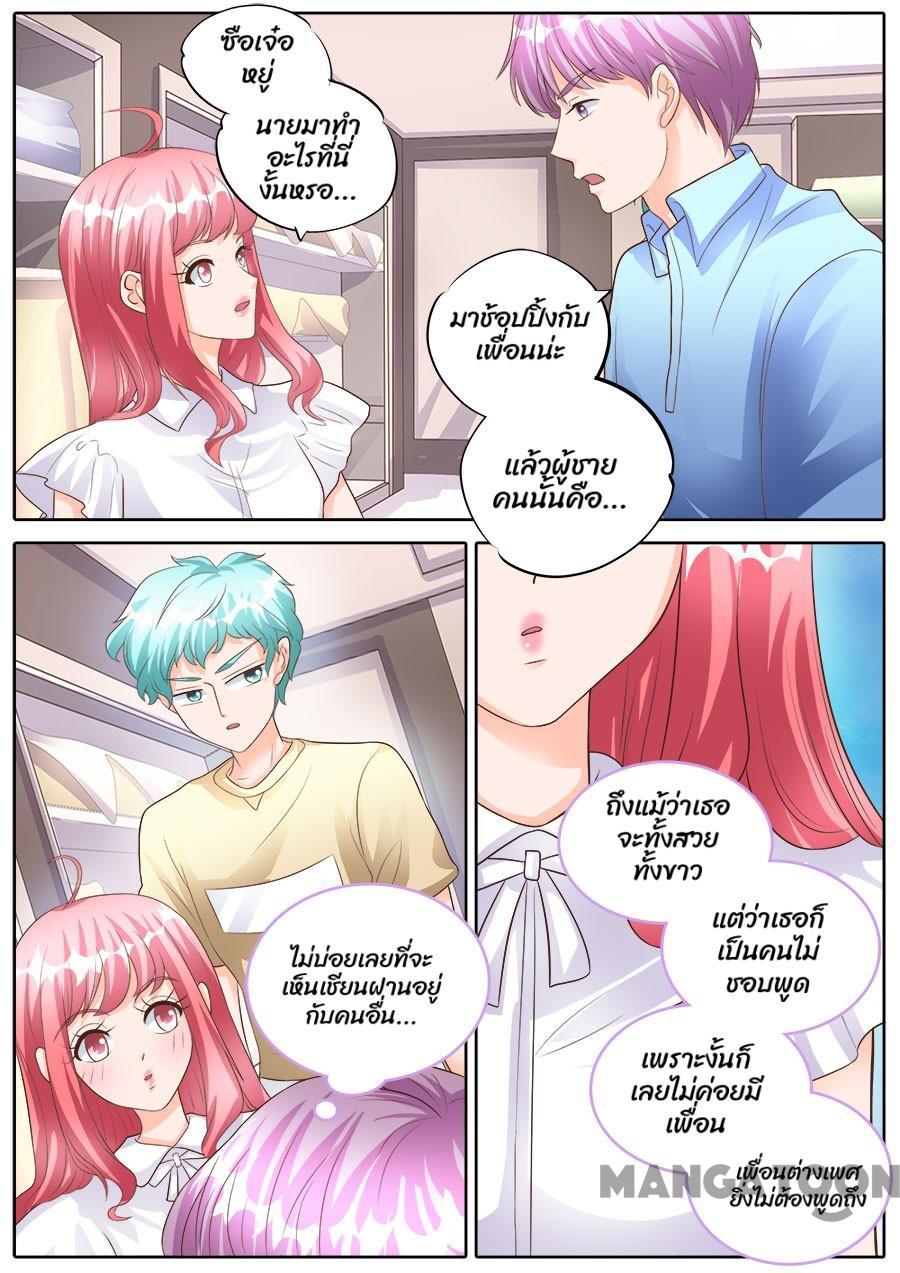 ซือเจ๋อ
หยู่
นายมาทำ
อะไรที่นี่
งั้นหรอ...
มาช้อปปิ้งกับ
เพื่อนน่ะ
แล้วผู้ชาย
คนนั้นคือ...
ไม่บ่อยเลยที่จะ
เห็นเชียนฝานอยู่
กับคนอื่น...
ถึงแม้ว่าเธอ
จะทั้งสวย
ทั้งขาว
แต่ว่าเธอก็
เป็นคนไม่
ชอบพูด
เพราะงั้นก็
เลยไม่ค่อยมี
เพื่อน
เพื่อนต่างเพศ
ยิ่งไม่ต้องพูดถึง
MANGATOON